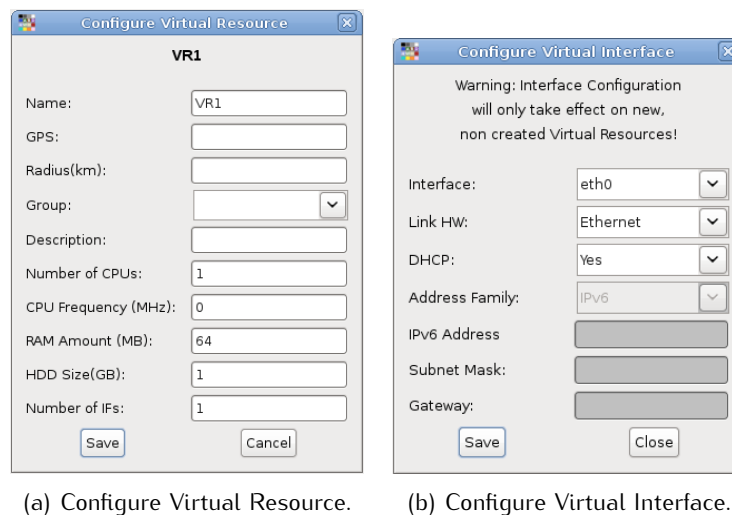 Configure Virtual Resource
VR1
Name: VR1
GPS:
Radius(km):
Group:
Description:
Number of CPUs: 1
CPU Frequency (MHz): 0
RAM Amount (MB): 64
HDD Size(GB): 1
Number of IFs: 1
Save Cancel
(a) Configure Virtual Resource.
Configure Virtual Interface
Warning: Interface Configuration
will only take effect on new,
non created Virtual Resources!
Interface: eth0
Link HW: Ethernet
DHCP: Yes
Address Family: IPv6
IPv6 Address
Subnet Mask:
Gateway:
Save Close
(b) Configure Virtual Interface.